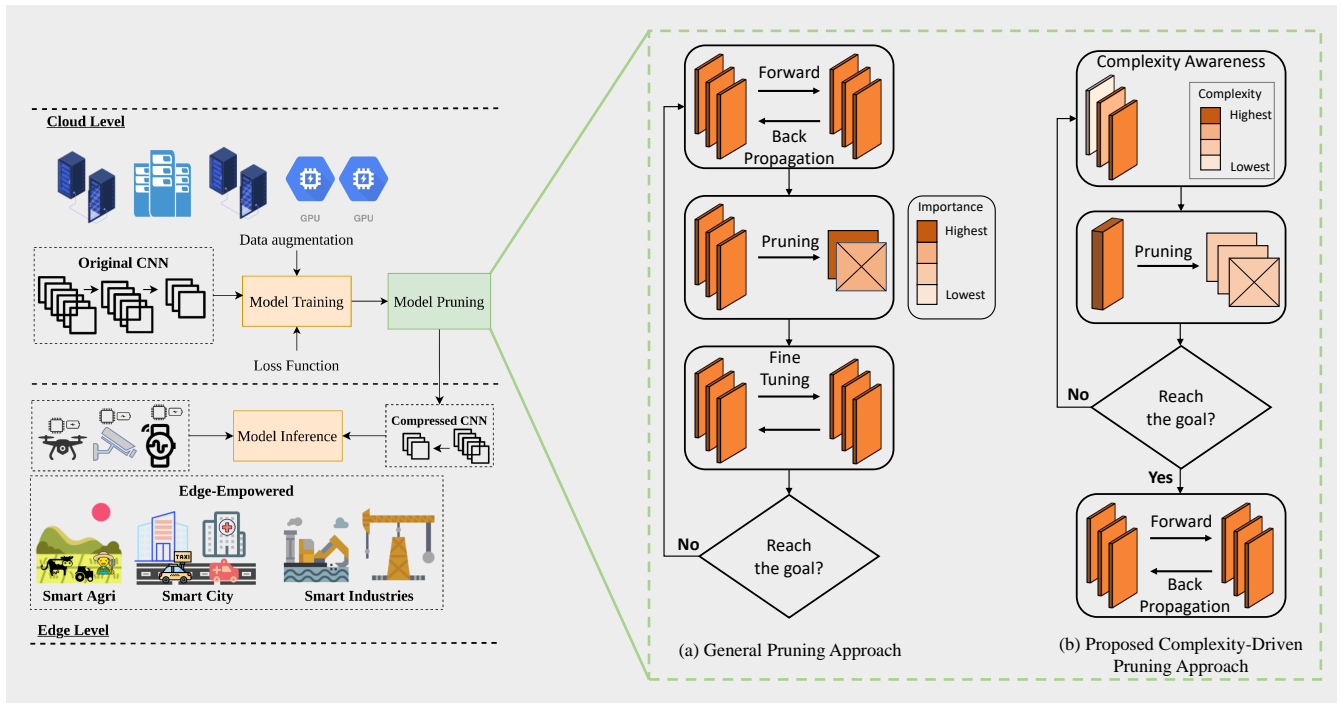 Cloud Level
GPU
GPU
Data augmentation
Original CNN
Model Training
Model Pruning
Loss Function
Compressed CNN
Model Inference
Edge-Empowered
TAXI
Smart Agri
Smart City
Smart Industries
Edge Level
Forward
Back
Propagation
Pruning
Importance
Highest
Lowest
Fine
Tuning
No
Reach
the goal?
(a) General Pruning Approach
Complexity Awareness
Complexity
Highest
Lowest
Pruning
No
Reach
the goal?
Yes
Forward
Back
Propagation
(b) Proposed Complexity-Driven
Pruning Approach